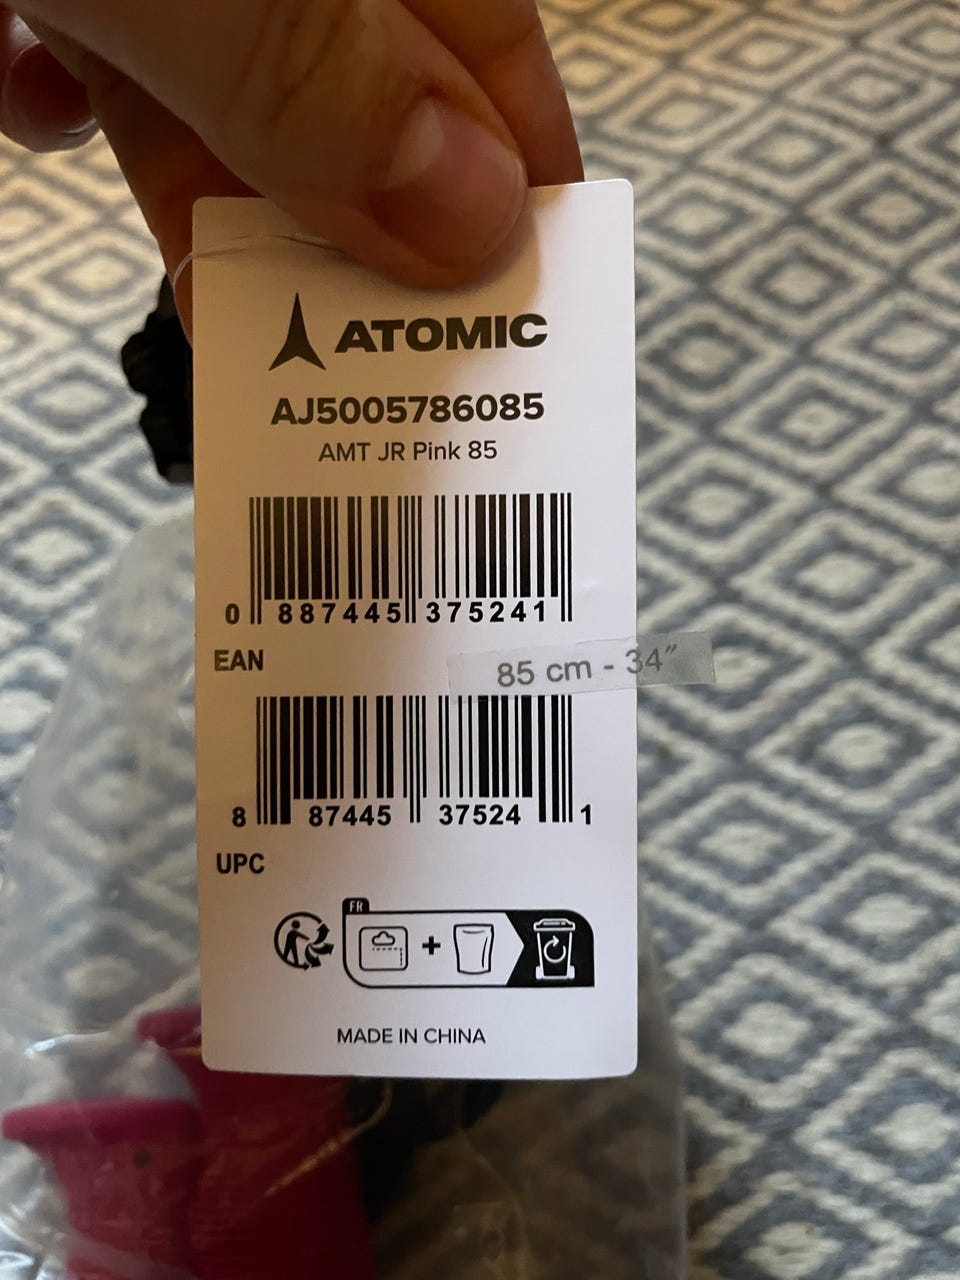 ATOMIC
AJ5005786085
AMT JR Pink 85
0 887445 375241
EAN
85 cm - 34″
8 87445 37524 1
UPC
FR
MADE IN CHINA